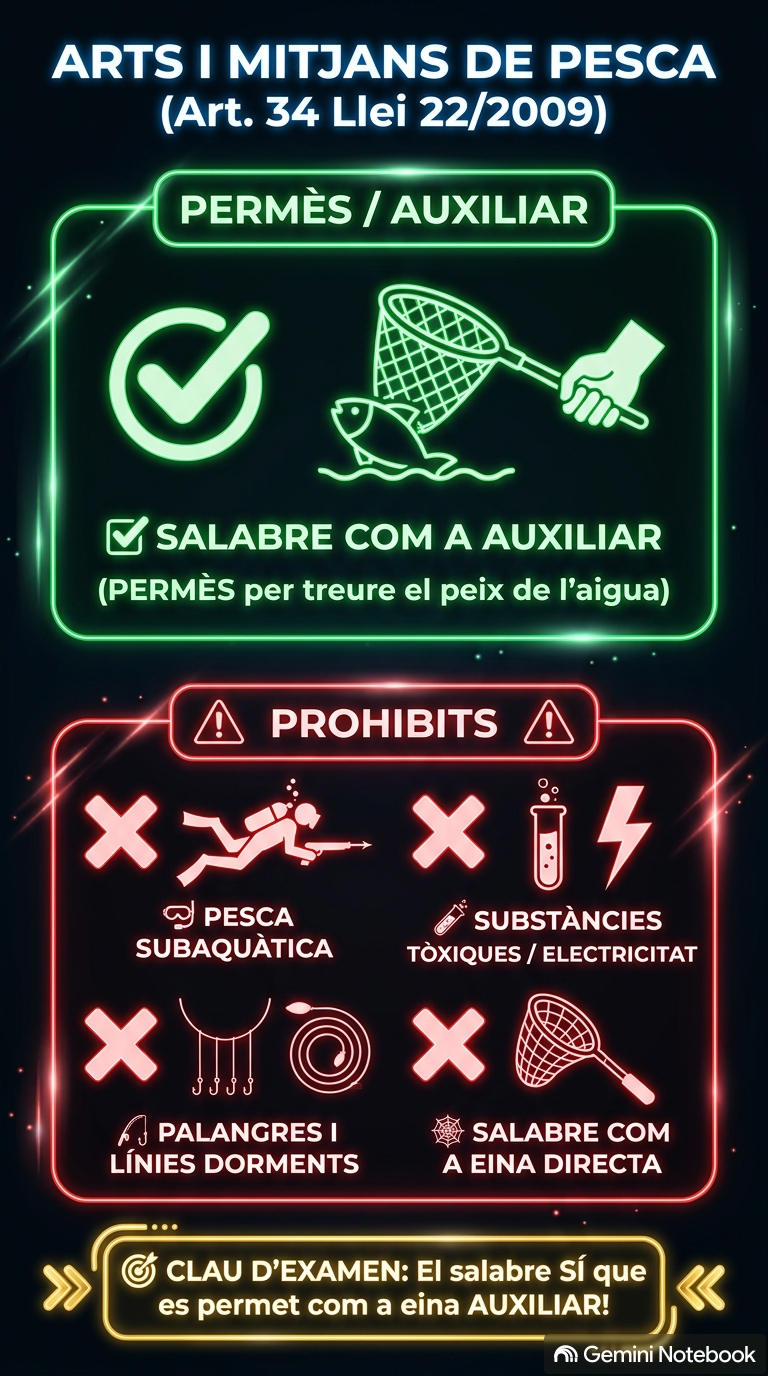 ARTS I MITJANS DE PESCA
(Art. 34 Llei 22/2009)
PERMÈS / AUXILIAR
SALABRE COM A AUXILIAR
(PERMÈS per treure el peix de l'aigua)
PROHIBITS
PESCA
SUBAQUÀTICA
SUBSTÀNCIES
TÒXIQUES / ELECTRICITAT
PALANGRES I
LÍNIES DORMENTS
SALABRE COM
A EINA DIRECTA
CLAU D'EXAMEN: El salabre SÍ que
es permet com a eina AUXILIAR!
Gemini Notebook